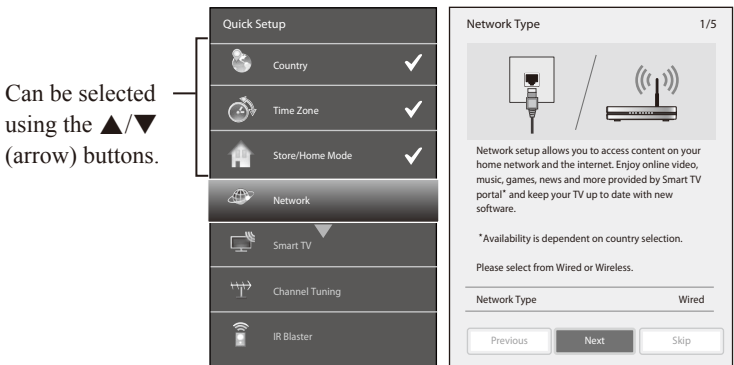 Can be selected
using the ▲/▼
(arrow) buttons.
Quick Setup
Country
Time Zone
Store/Home Mode
Network
Smart TV
Channel Tuning
IR Blaster
Network Type 1/5
Network setup allows you to access content on your
home network and the internet. Enjoy online video,
music, games, news and more provided by Smart TV
portal* and keep your TV up to date with new
software.
*Availability is dependent on country selection.
Please select from Wired or Wireless.
Network Type Wired
Previous Next Skip